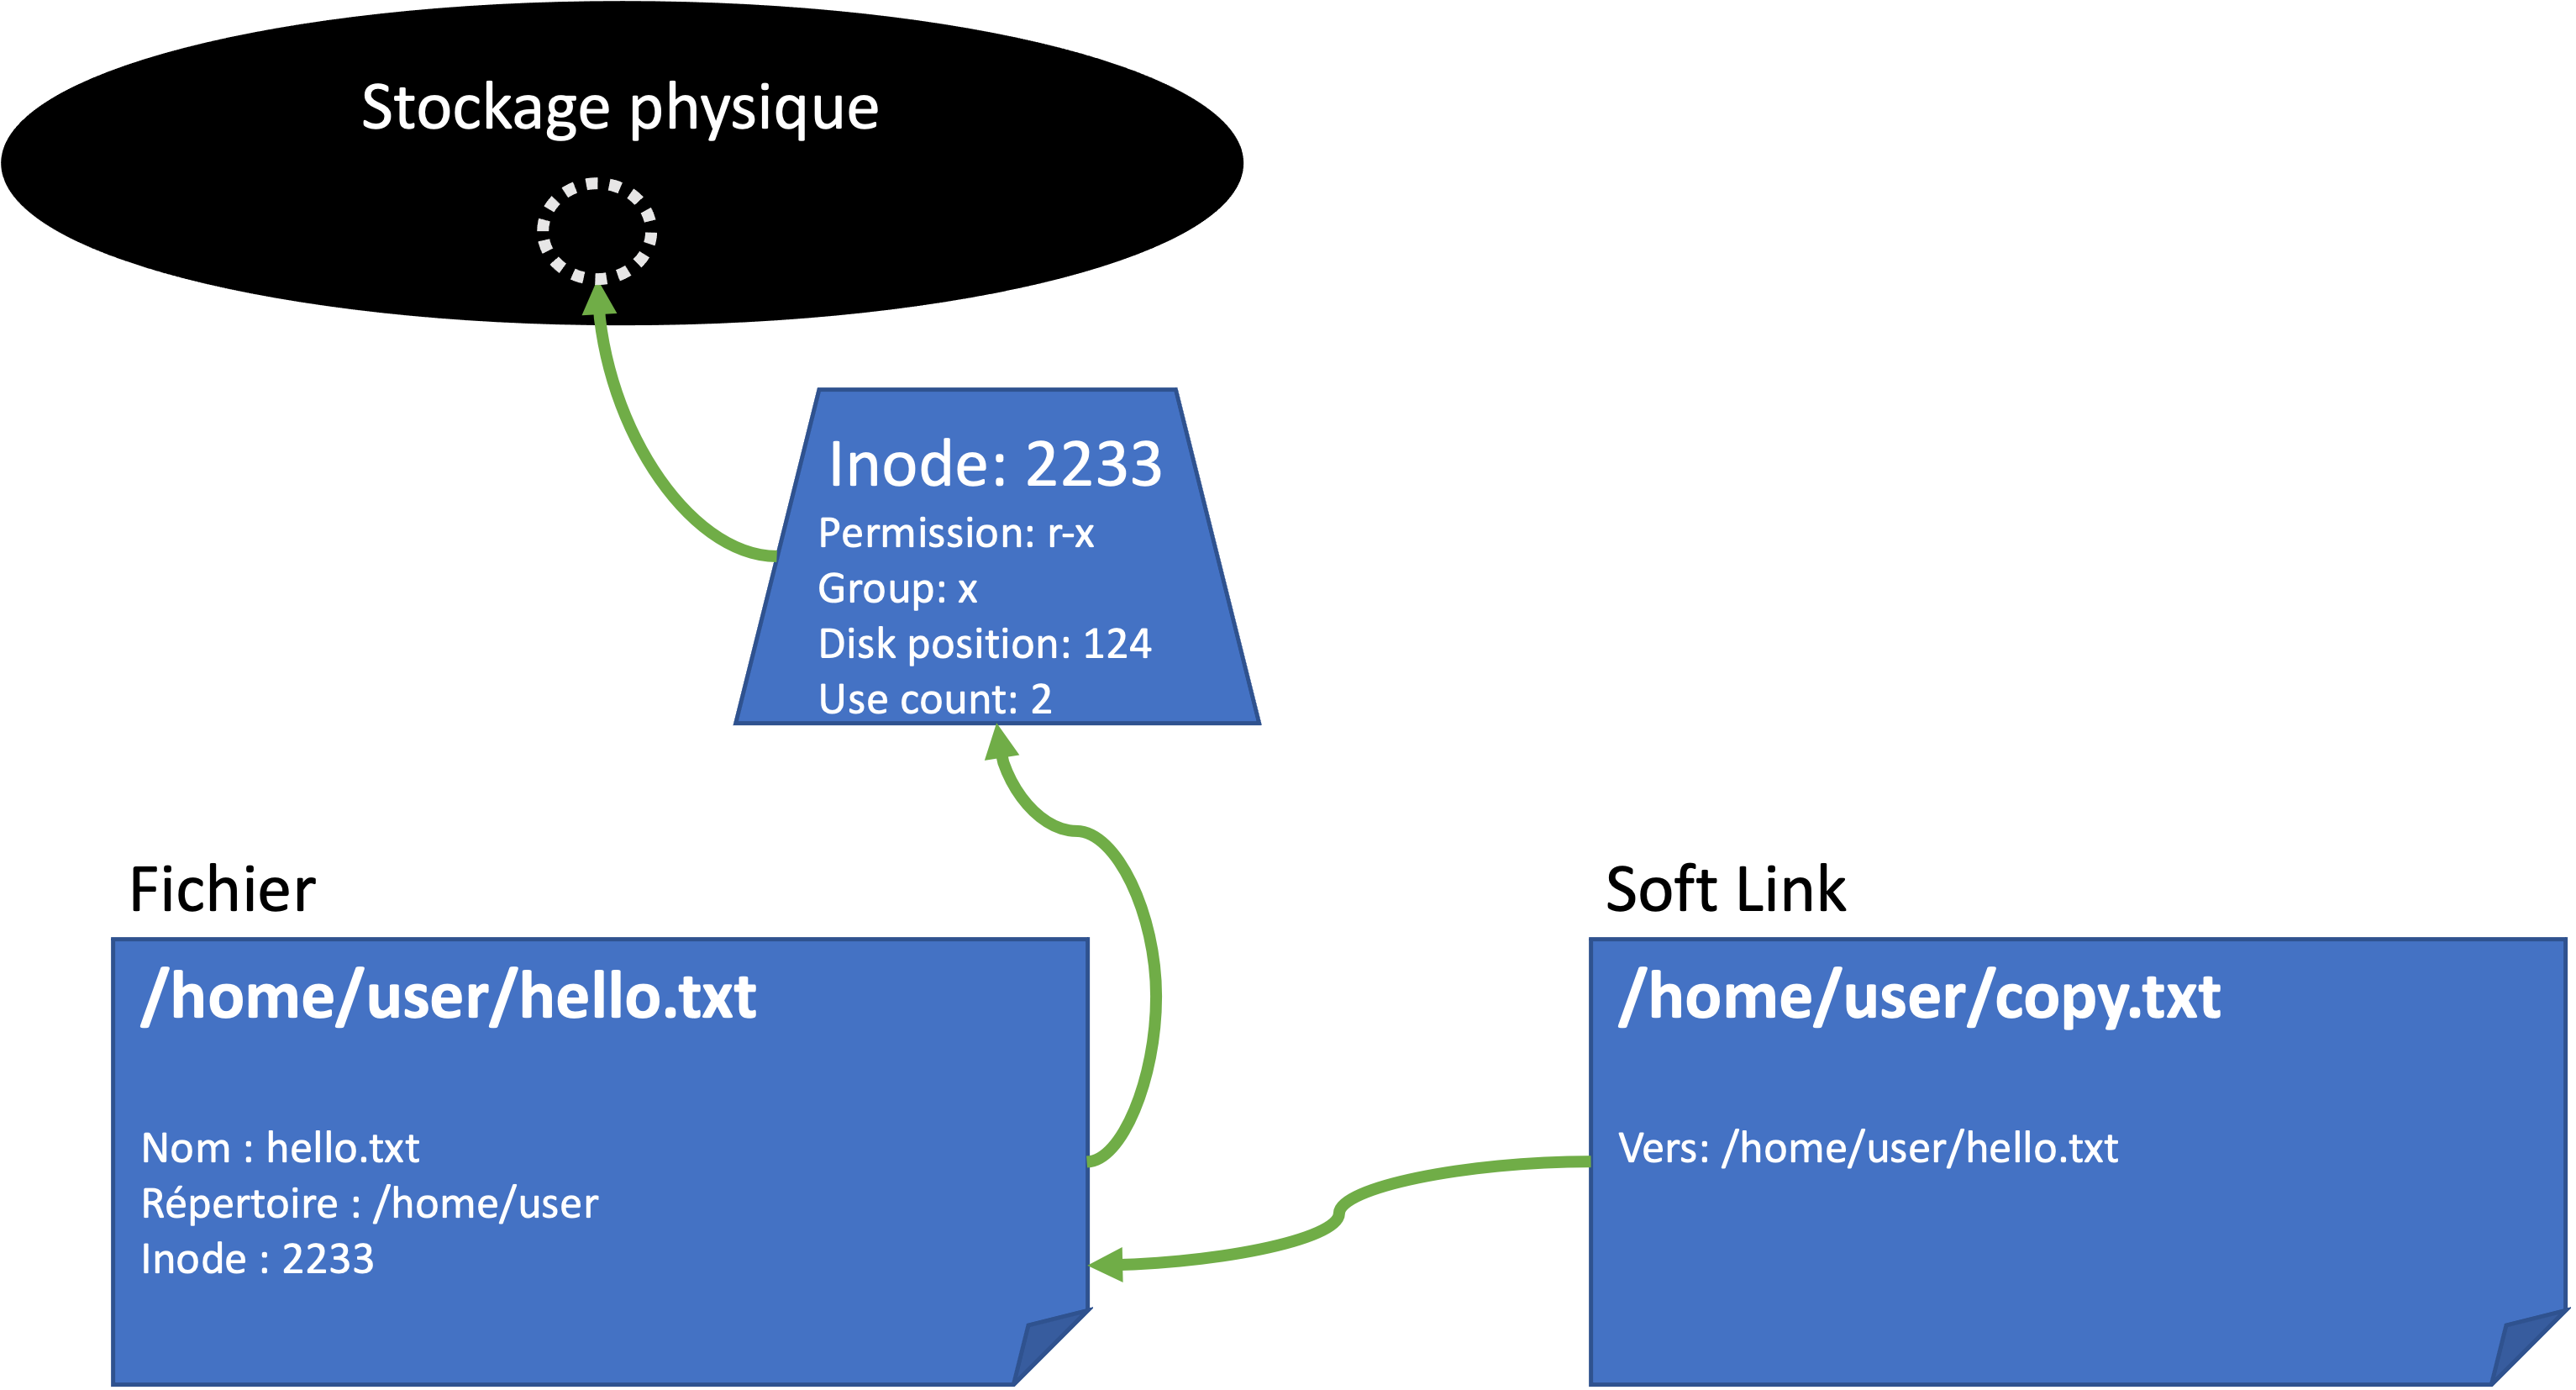 Stockage physique
Inode: 2233
Permission: r-x
Group: x
Disk position: 124
Use count: 2
Fichier
/home/user/hello.txt
Nom : hello.txt
Répertoire : /home/user
Inode : 2233
Soft Link
/home/user/copy.txt
Vers: /home/user/hello.txt